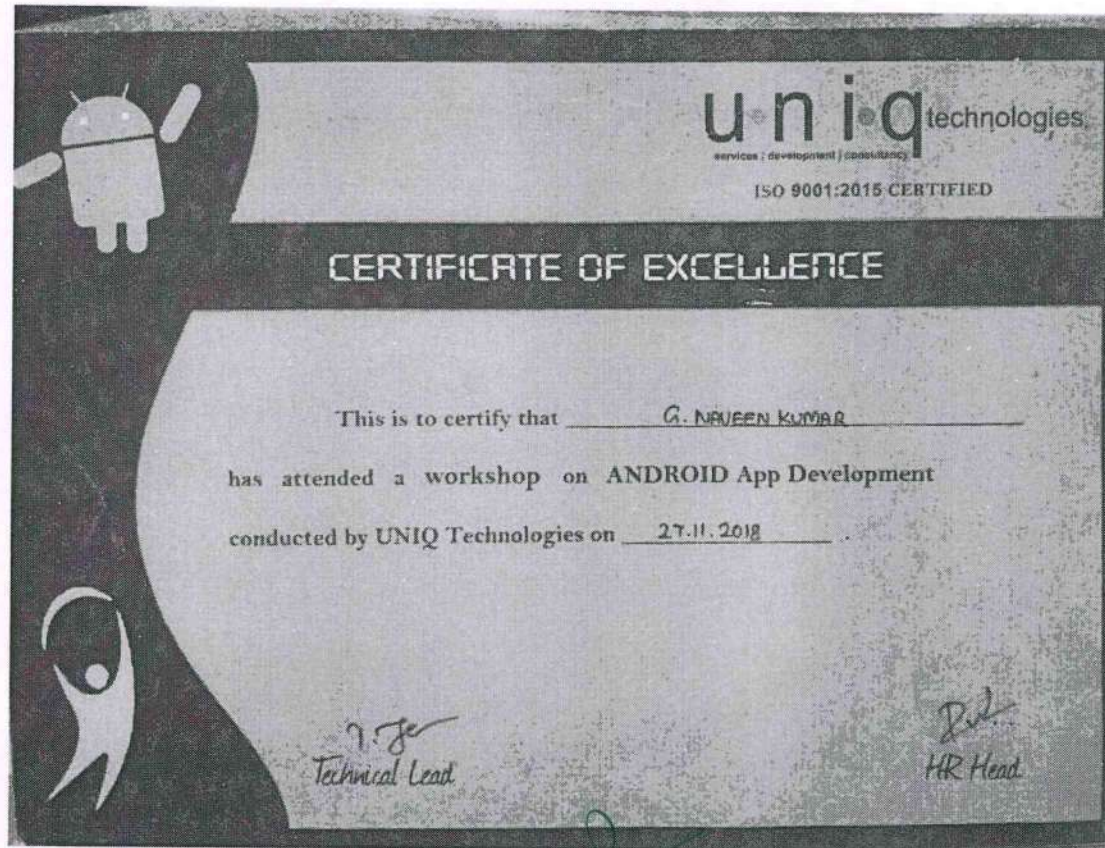 u·n i·q technologies
services | development | consultancy
ISO 9001:2015 CERTIFIED
CERTIFICATE OF EXCELLENCE
This is to certify that G. NAVEEN KUMAR
has attended a workshop on ANDROID App Development
conducted by UNIQ Technologies on 27.11.2018.
Technical Lead
HR Head